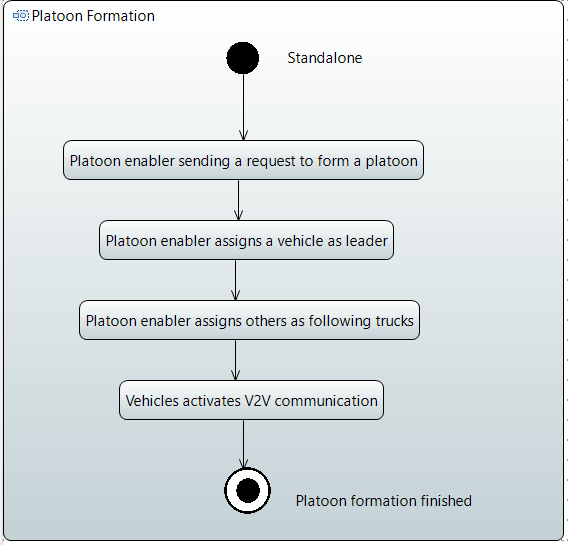 Platoon Formation
Standalone
Platoon enabler sending a request to form a platoon
Platoon enabler assigns a vehicle as leader
Platoon enabler assigns others as following trucks
Vehicles activates V2V communication
Platoon formation finished